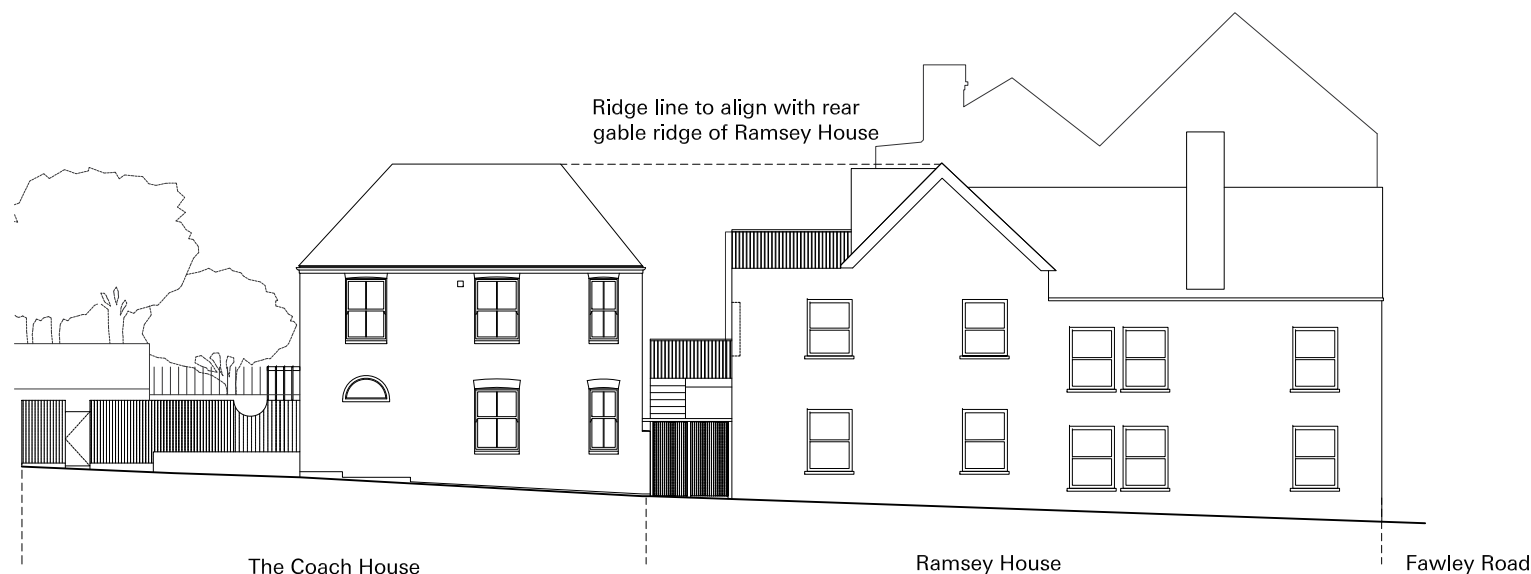 Ridge line to align with rear
gable ridge of Ramsey House
The Coach House
Ramsey House
Fawley Road